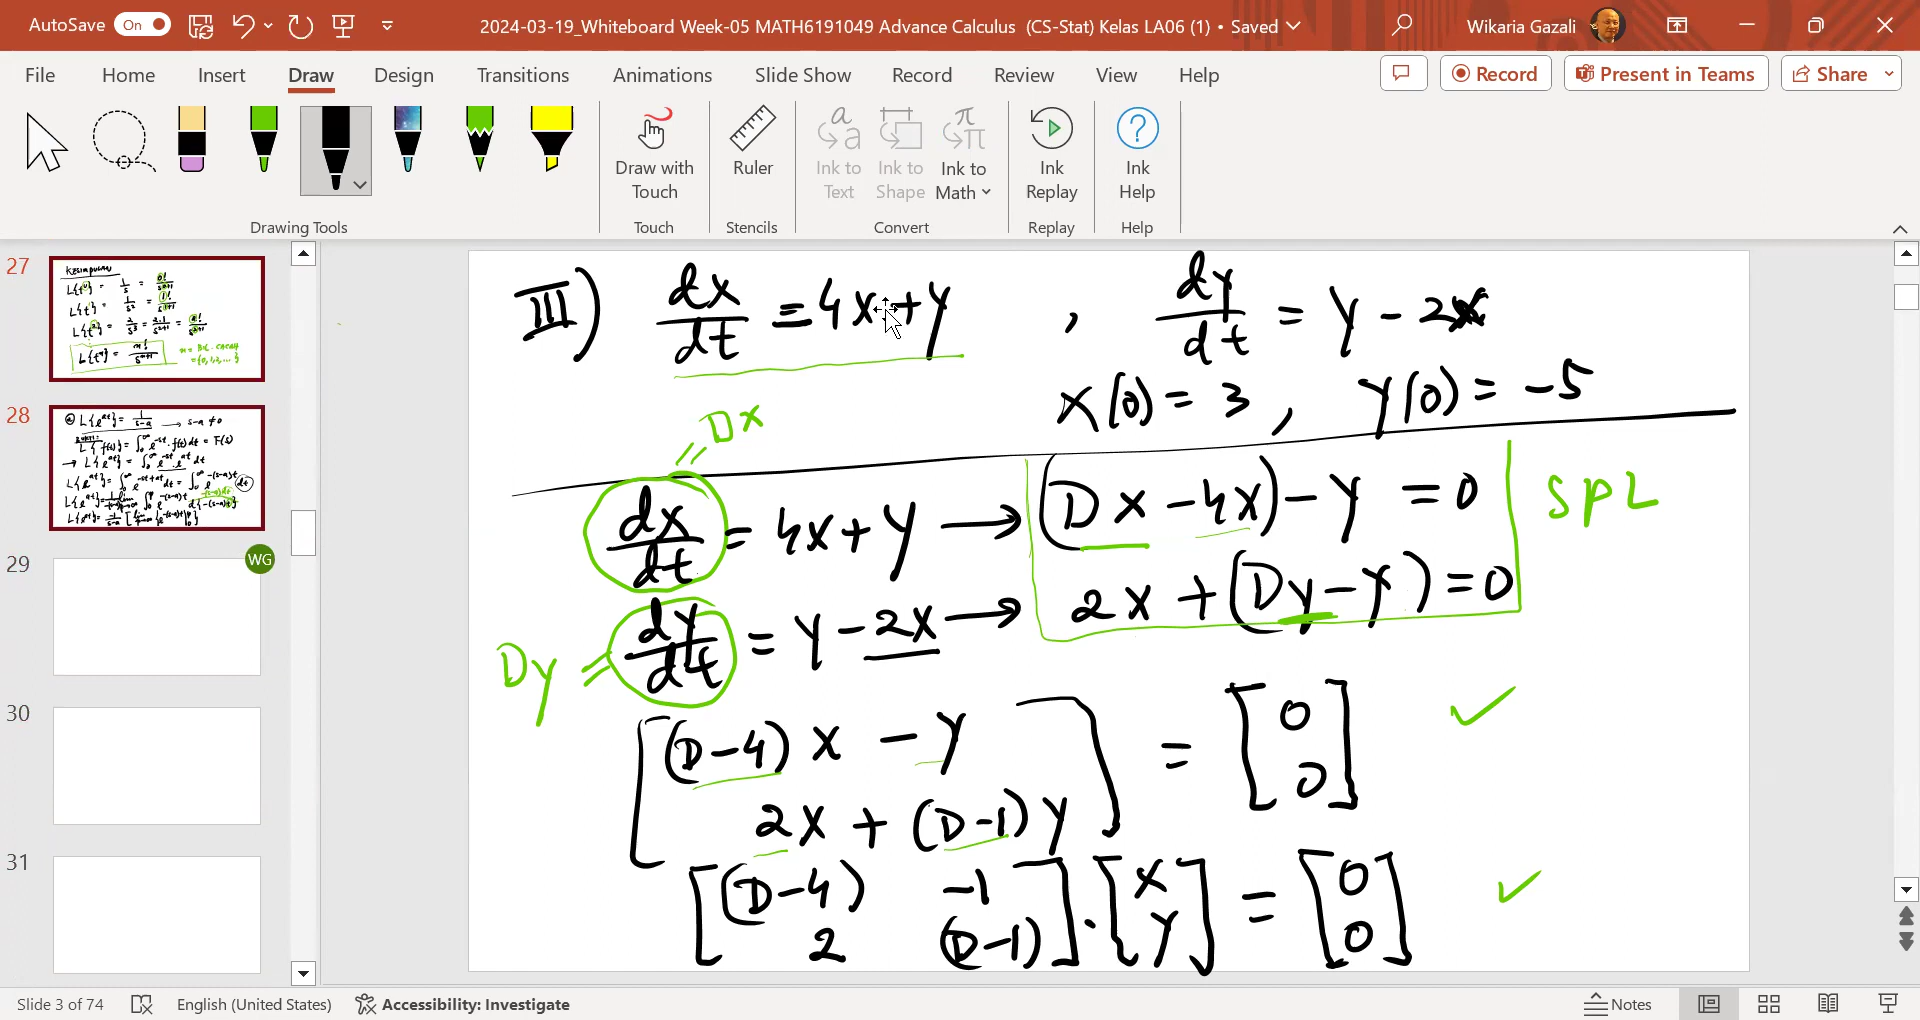 AutoSave On 2024-03-19_Whiteboard Week-05 MATH6191049 Advance Calculus (CS-Stat) Kelas LA06 (1) • Saved Wikaria Gazali
File Home Insert Draw Design Transitions Animations Slide Show Record Review View Help Record Present in Teams Share
Draw with Touch Ruler Ink to Text Ink to Shape Ink to Math Ink Replay Ink Help
Drawing Tools Touch Stencils Convert Replay Help
27
Kesimpulan
28
L{e^{at}} = 1/(s-a) → s-a ≠ 0
29 WG
30
31
III) dx/dt = 4x + y , dy/dt = y - 2x
x(0) = 3 , y(0) = -5
= Dx
dx/dt = 4x + y → (Dx - 4x) - y = 0 SPL
dy/dt = y - 2x → 2x + (Dy - y) = 0
Dy =
[(D-4)x - y
2x + (D-1)y] = [0
0]
[(D-4) -1
2 (D-1)] · [x
y] = [0
0]
Slide 3 of 74 English (United States) Accessibility: Investigate Notes